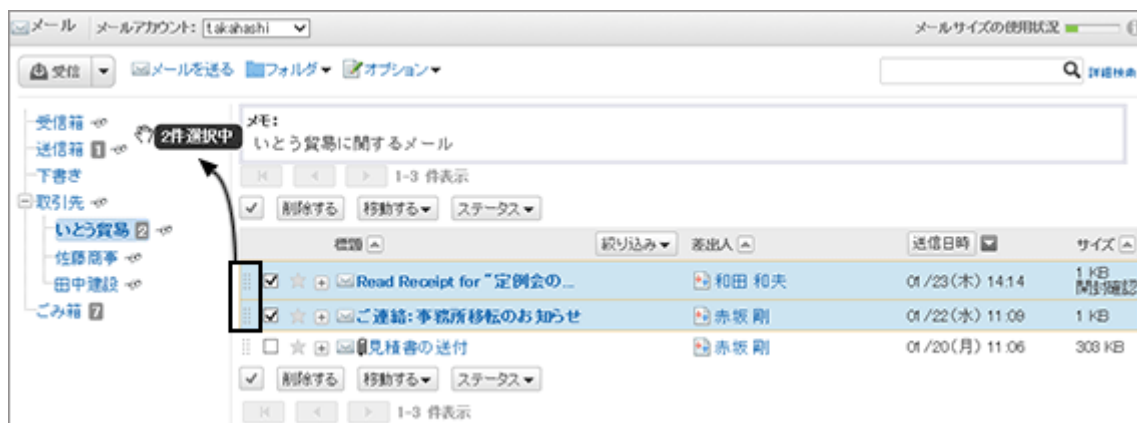 メール メールアカウント: takahashi メールサイズの使用状況
受信 メールを送る フォルダ オプション 詳細検索
受信箱
送信箱 1
下書き
取引先
いとう貿易 2
佐藤商事
田中建設
ごみ箱 7
2件選択中
メモ:
いとう貿易に関するメール
1-3 件表示
削除する 移動する ステータス
標題 絞り込み 差出人 送信日時 サイズ
Read Receipt for "定例会の... 和田 和夫 01/23(木) 14:14 1 KB
開封確認
ご連絡:事務所移転のお知らせ 赤坂 剛 01/22(水) 11:09 1 KB
見積書の送付 赤坂 剛 01/20(月) 11:06 303 KB
削除する 移動する ステータス
1-3 件表示